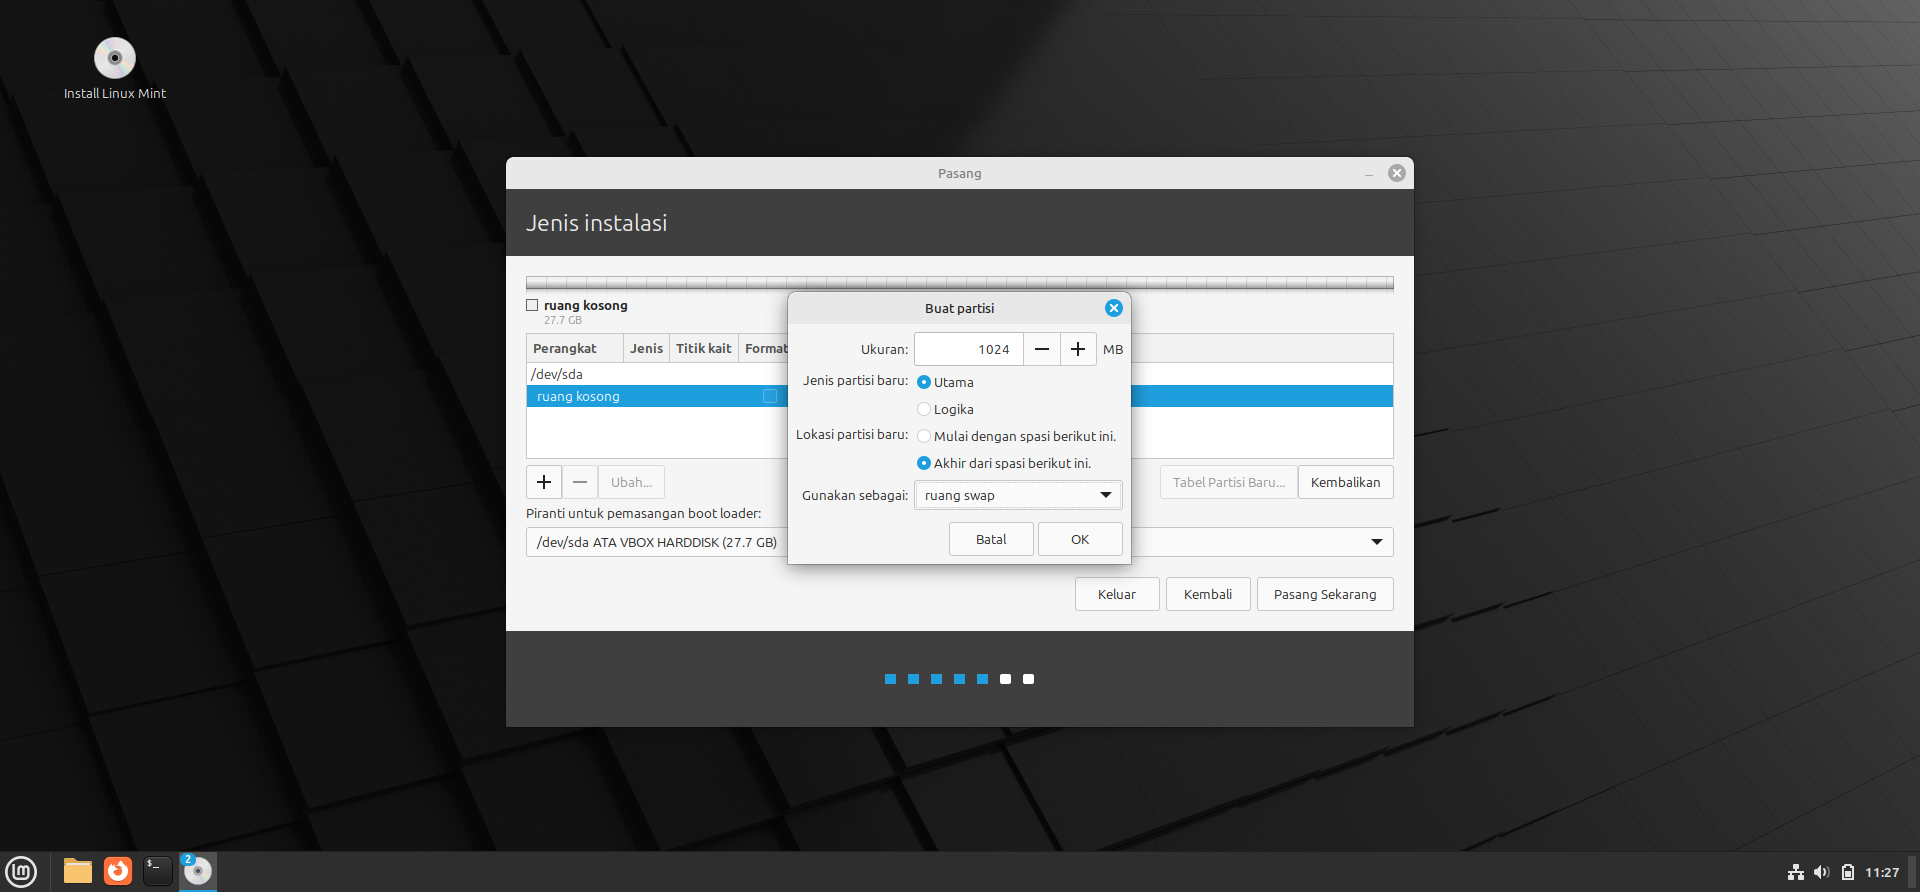 Install Linux Mint
Pasang
Jenis instalasi
ruang kosong
27.7 GB
Perangkat Jenis Titik kait Format
/dev/sda
ruang kosong
Ubah...
Tabel Partisi Baru... Kembalikan
Piranti untuk pemasangan boot loader:
/dev/sda ATA VBOX HARDDISK (27.7 GB)
Keluar Kembali Pasang Sekarang
Buat partisi
Ukuran: 1024 MB
Jenis partisi baru: Utama
Logika
Lokasi partisi baru: Mulai dengan spasi berikut ini.
Akhir dari spasi berikut ini.
Gunakan sebagai: ruang swap
Batal OK
$_
2
11:27